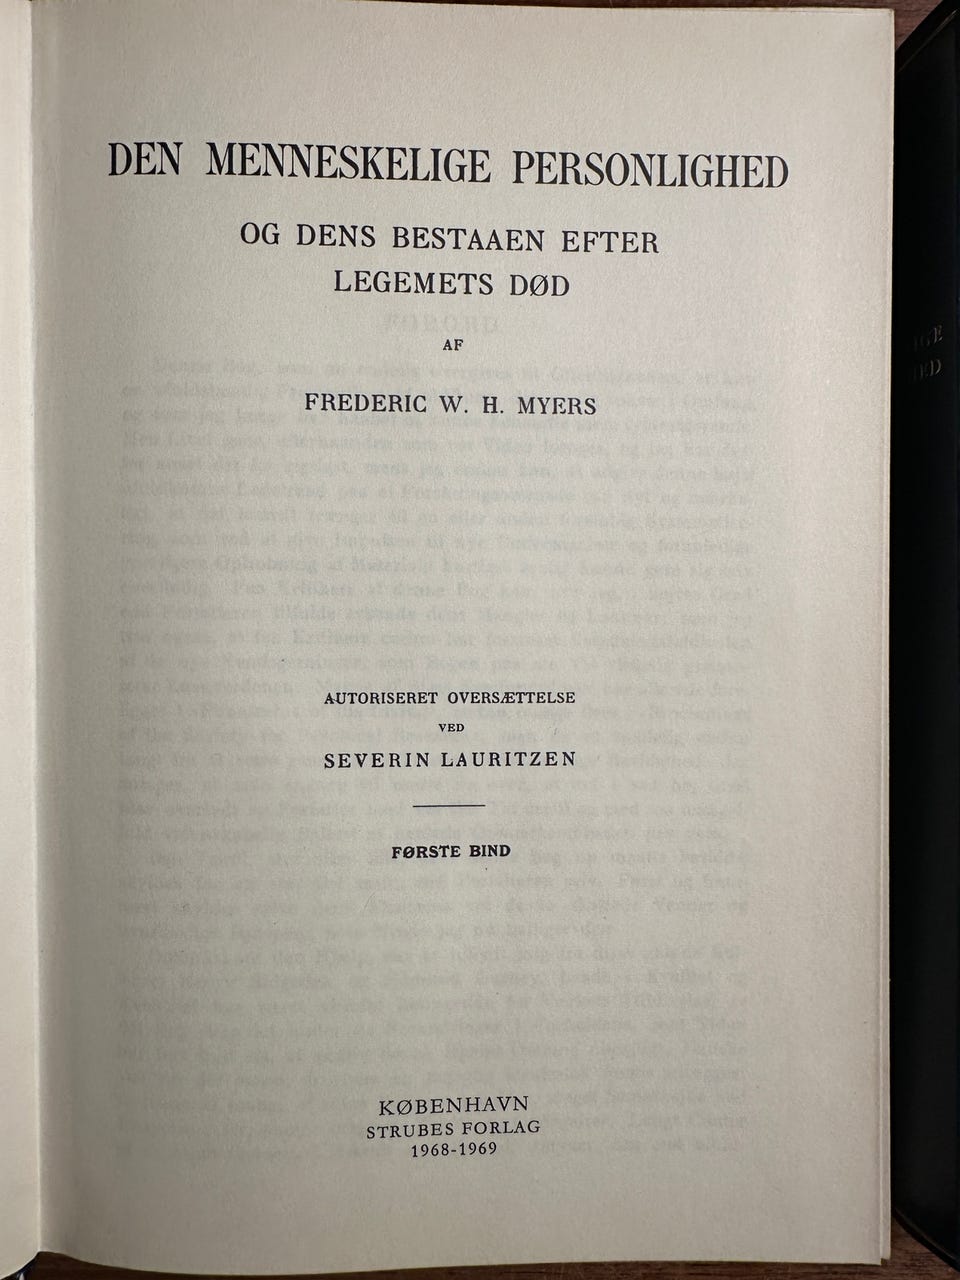 DEN MENNESKELIGE PERSONLIGHED
OG DENS BESTAAEN EFTER
LEGEMETS DØD
AF
FREDERIC W. H. MYERS
AUTORISERET OVERSÆTTELSE
VED
SEVERIN LAURITZEN
FØRSTE BIND
KØBENHAVN
STRUBES FORLAG
1968-1969